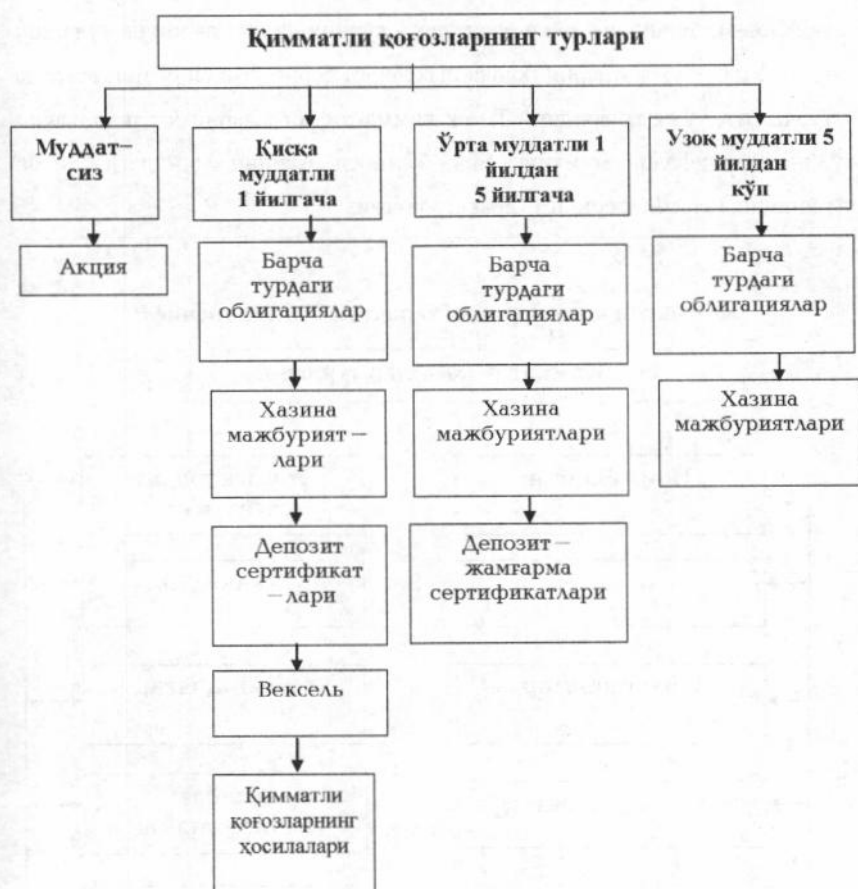 Қимматли қоғозларнинг турлари
Муддат—
сиз
Қисқа
муддатли
1 йилгача
Ўрта муддатли 1
йилдан
5 йилгача
Узоқ муддатли 5
йилдан
кўп
Акция
Барча
турдаги
облигациялар
Барча
турдаги
облигациялар
Барча
турдаги
облигациялар
Хазина
мажбурият—
лари
Хазина
мажбуриятлари
Хазина
мажбуриятлари
Депозит
сертификат
—лари
Депозит—
жамғарма
сертификатлари
Вексель
Қимматли
қоғозларнинг
ҳосилалари